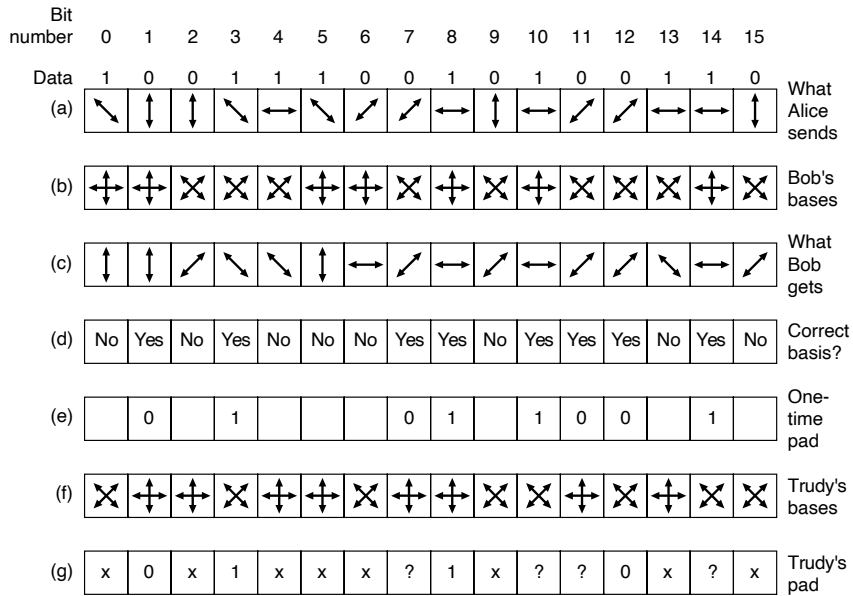 Bit
number 0 1 2 3 4 5 6 7 8 9 10 11 12 13 14 15
Data 1 0 0 1 1 1 0 0 1 0 1 0 0 1 1 0
(a) What
Alice
sends
(b) Bob's
bases
(c) What
Bob
gets
(d) No Yes No Yes No No No Yes Yes No Yes Yes Yes No Yes No Correct
basis?
(e) 0 1 0 1 1 0 0 1 One-
time
pad
(f) Trudy's
bases
(g) x 0 x 1 x x x ? 1 x ? ? 0 x ? x Trudy's
pad